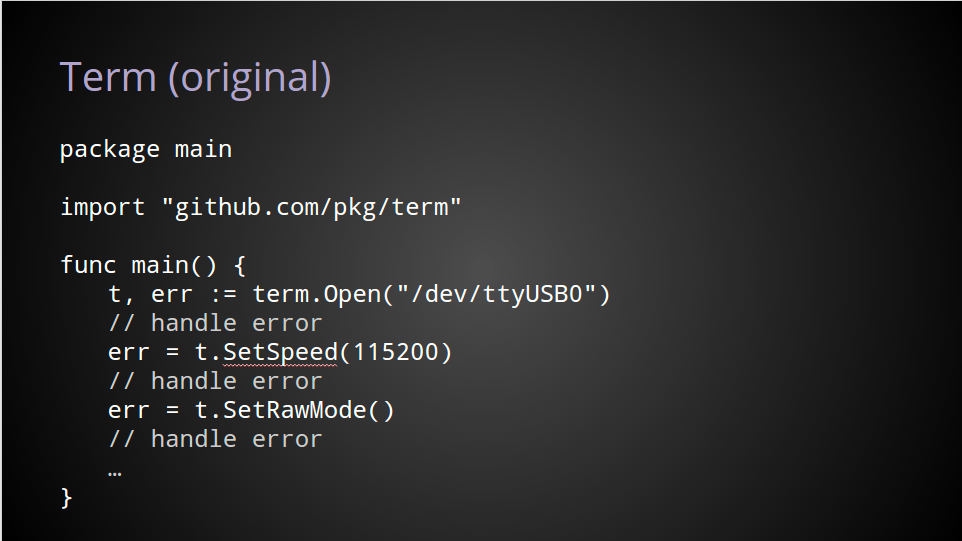 Term (original)
package main
import "github.com/pkg/term"
func main() {
t, err := term.Open("/dev/ttyUSB0")
// handle error
err = t.SetSpeed(115200)
// handle error
err = t.SetRawMode()
// handle error
…
}